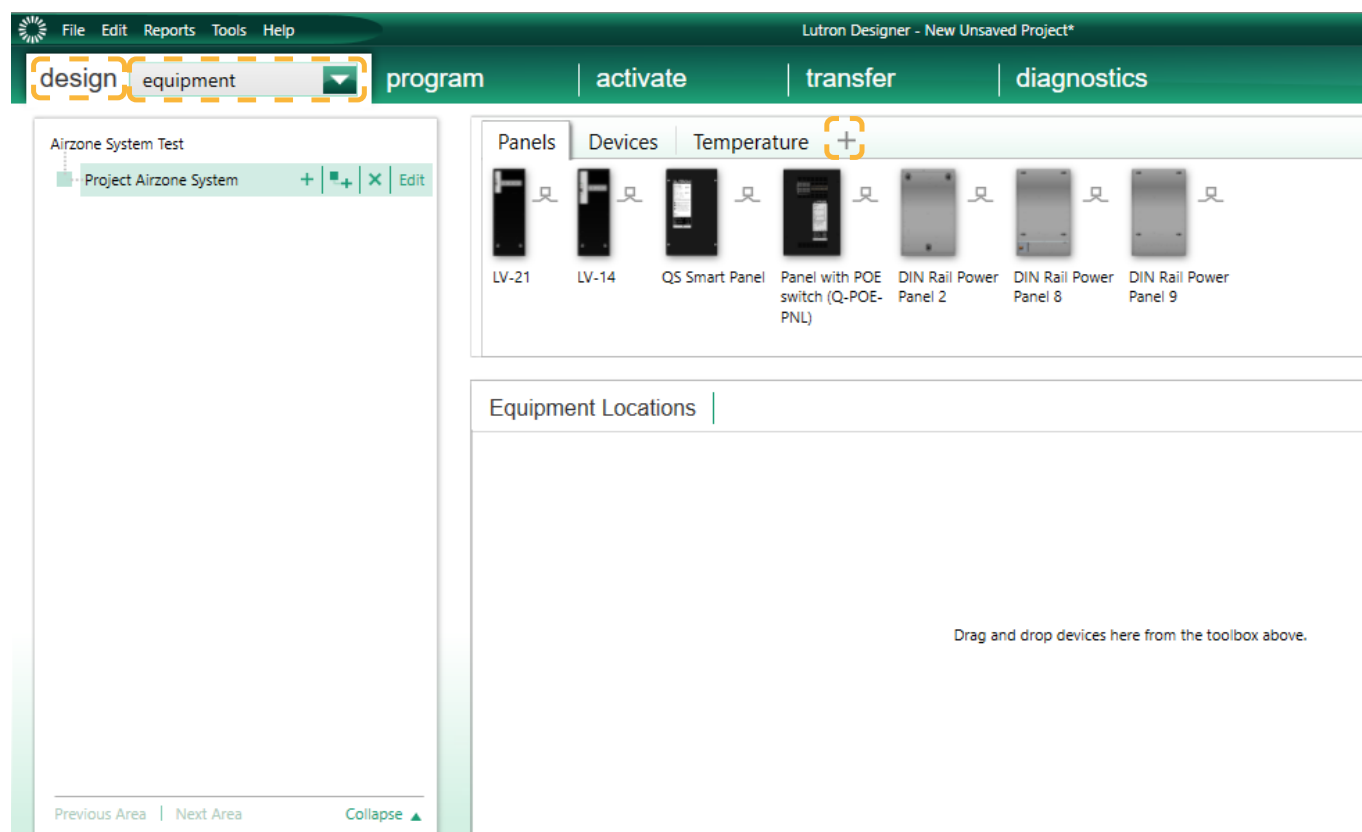 File Edit Reports Tools Help
Lutron Designer - New Unsaved Project*
design equipment program activate transfer diagnostics
Airzone System Test
Project Airzone System + + × Edit
Panels Devices Temperature +
LV-21
LV-14
QS Smart Panel
Panel with POE
switch (Q-POE-
PNL)
DIN Rail Power
Panel 2
DIN Rail Power
Panel 8
DIN Rail Power
Panel 9
Equipment Locations
Drag and drop devices here from the toolbox above.
Previous Area | Next Area
Collapse ▲